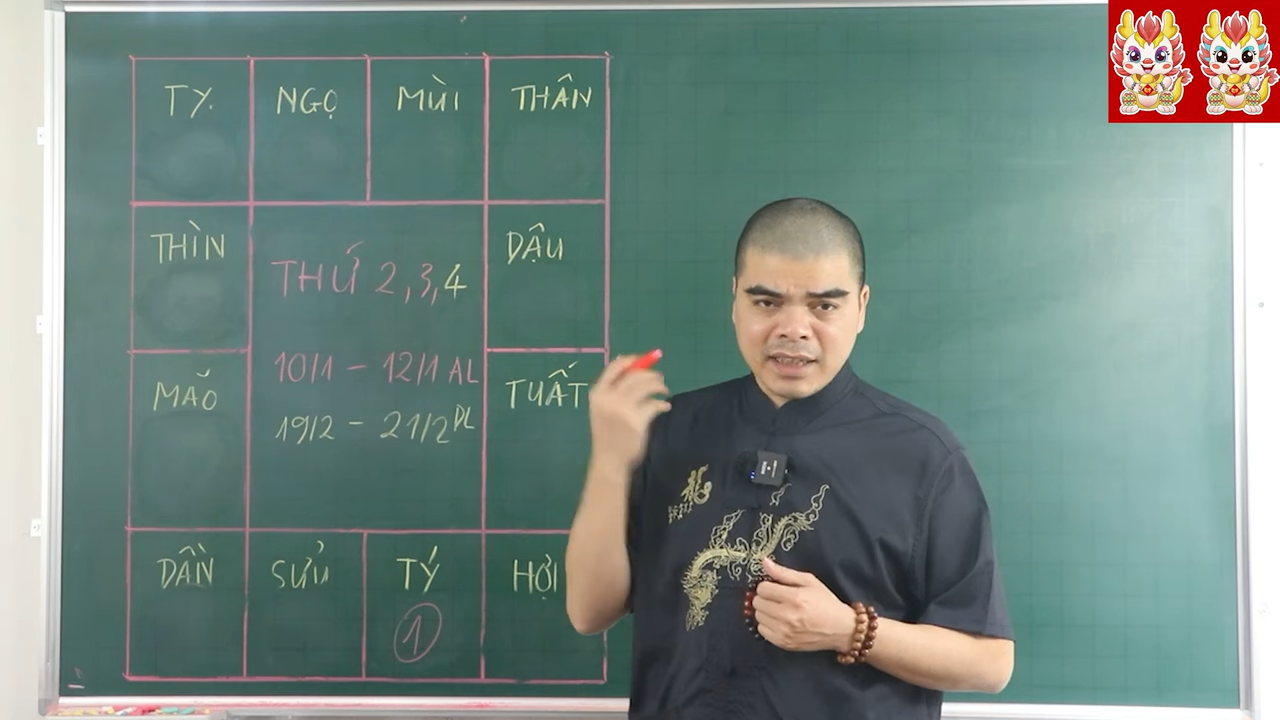 TỴ.
NGỌ
MÙI
THÂN
THÌN
DẬU
THỨ 2,3,4
10/1 - 12/1 AL
19/2 - 21/2 DL
MÃO
TUẤT
DẦN
SỬU
TÝ
HỢI
1